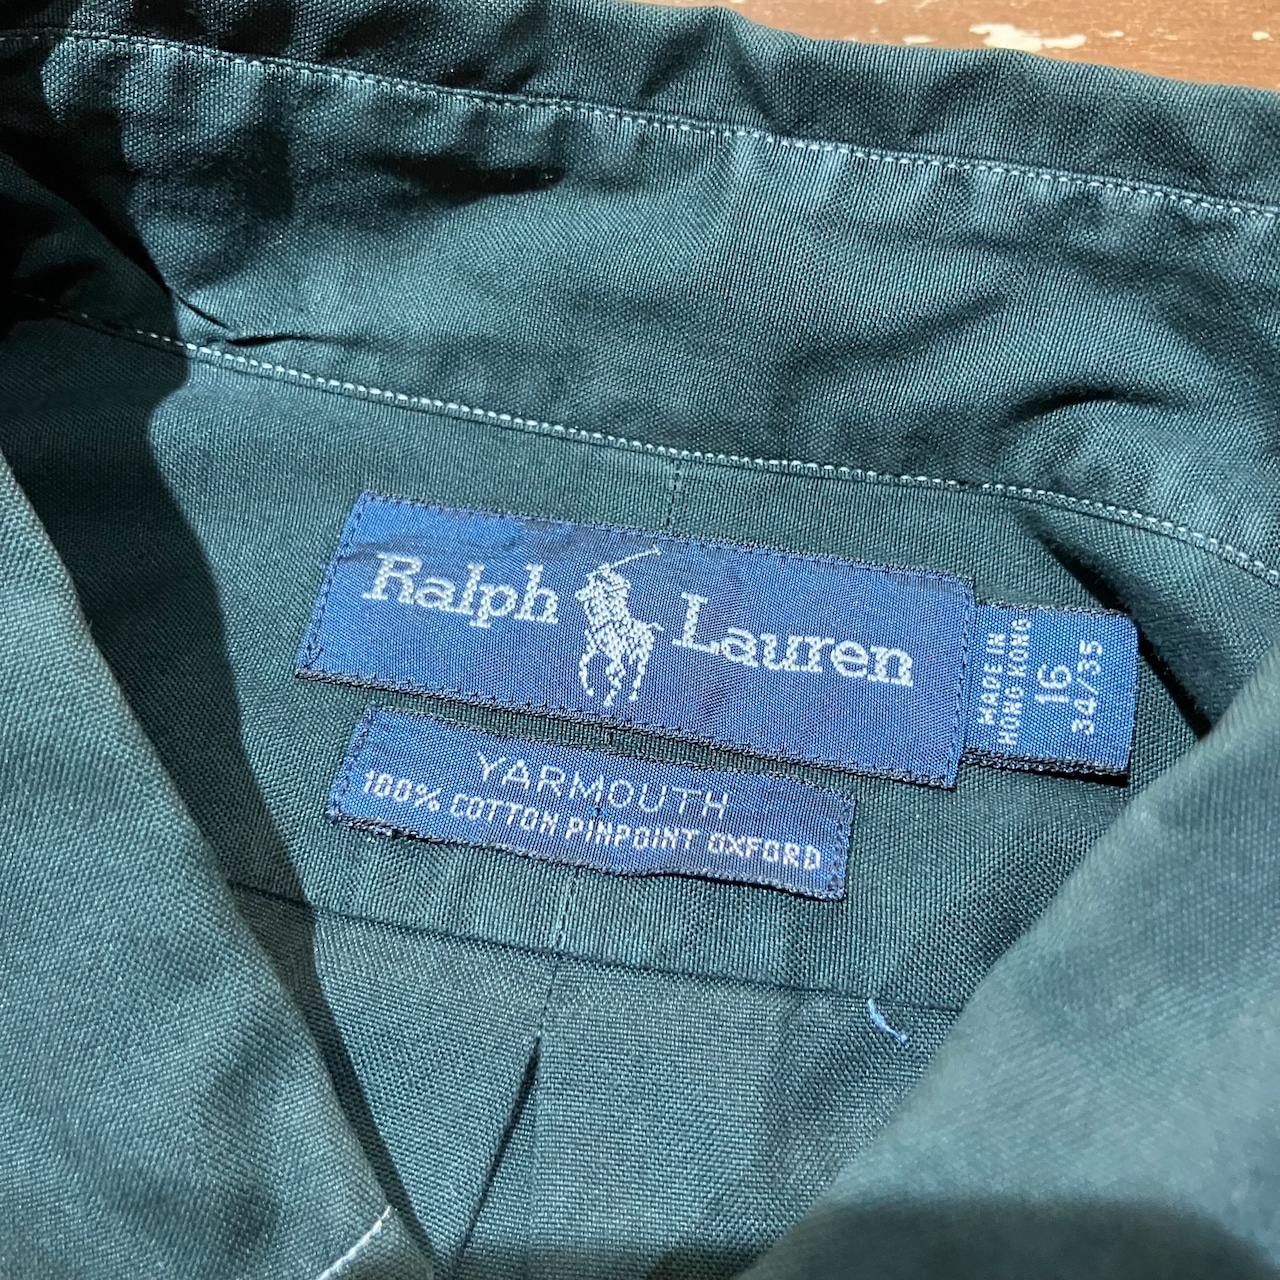 Ralph Lauren
MADE IN
HONG KONG
16
34/35
YARMOUTH
100% COTTON PINPOINT OXFORD